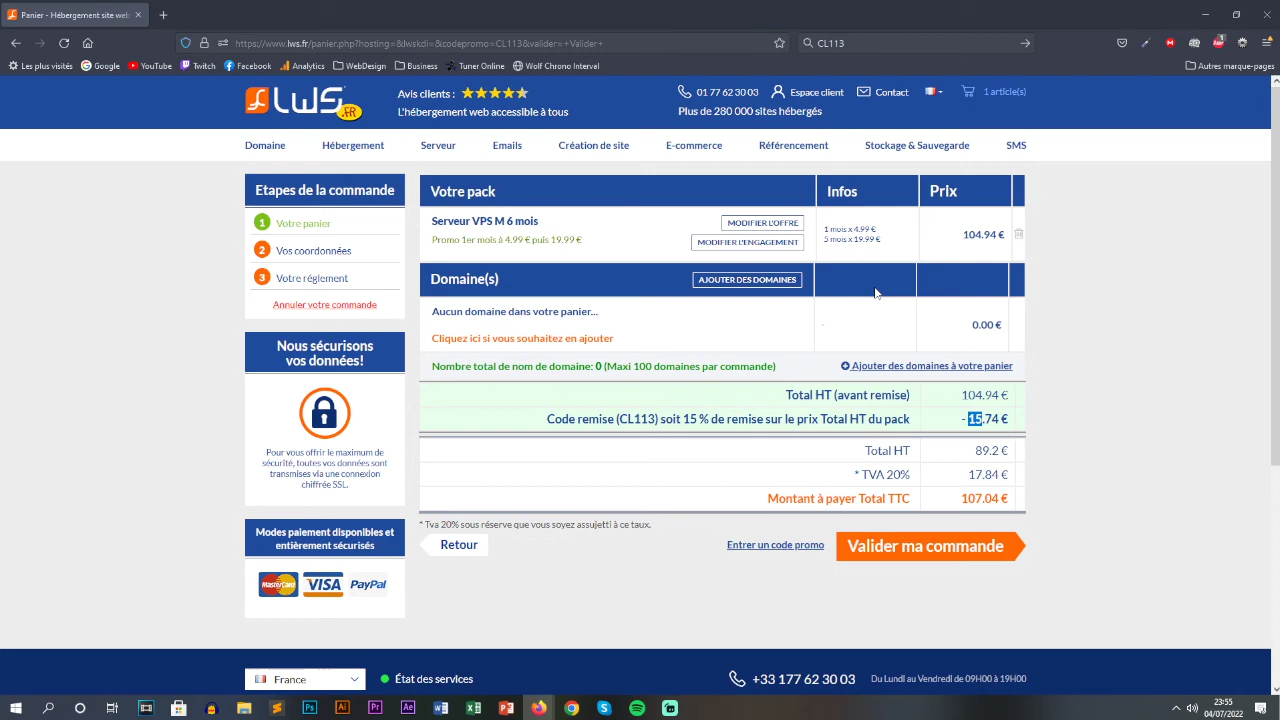 Panier - Hébergement site web
https://www.lws.fr/panier.php?hosting=&lwskdi=&codepromo=CL113&valider=+Valider+
CL113
Les plus visités
Google
YouTube
Twitch
Facebook
Analytics
WebDesign
Business
Tuner Online
Wolf Chrono Interval
Autres marque-pages
LWS
.FR
Avis clients :
L'hébergement web accessible à tous
01 77 62 30 03
Espace client
Contact
1 article(s)
Plus de 280 000 sites hébergés
Domaine
Hébergement
Serveur
Emails
Création de site
E-commerce
Référencement
Stockage & Sauvegarde
SMS
Etapes de la commande
1 Votre panier
2 Vos coordonnées
3 Votre réglement
Annuler votre commande
Nous sécurisons
vos données!
Pour vous offrir le maximum de
sécurité, toutes vos données sont
transmises via une connexion
chiffrée SSL.
Modes paiement disponibles et
entièrement sécurisés
MasterCard
VISA
PayPal
Votre pack
Infos
Prix
Serveur VPS M 6 mois
MODIFIER L'OFFRE
Promo 1er mois à 4.99 € puis 19.99 €
MODIFIER L'ENGAGEMENT
1 mois x 4.99 €
5 mois x 19.99 €
104.94 €
Domaine(s)
AJOUTER DES DOMAINES
Aucun domaine dans votre panier...
Cliquez ici si vous souhaitez en ajouter
-
0.00 €
Nombre total de nom de domaine: 0 (Maxi 100 domaines par commande)
Ajouter des domaines à votre panier
Total HT (avant remise)
104.94 €
Code remise (CL113) soit 15 % de remise sur le prix Total HT du pack
- 15.74 €
Total HT
89.2 €
* TVA 20%
17.84 €
Montant à payer Total TTC
107.04 €
* Tva 20% sous réserve que vous soyez assujetti à ce taux.
Retour
Entrer un code promo
Valider ma commande
France
État des services
+33 177 62 30 03
Du Lundi au Vendredi de 09H00 à 19H00
23:55
04/07/2022